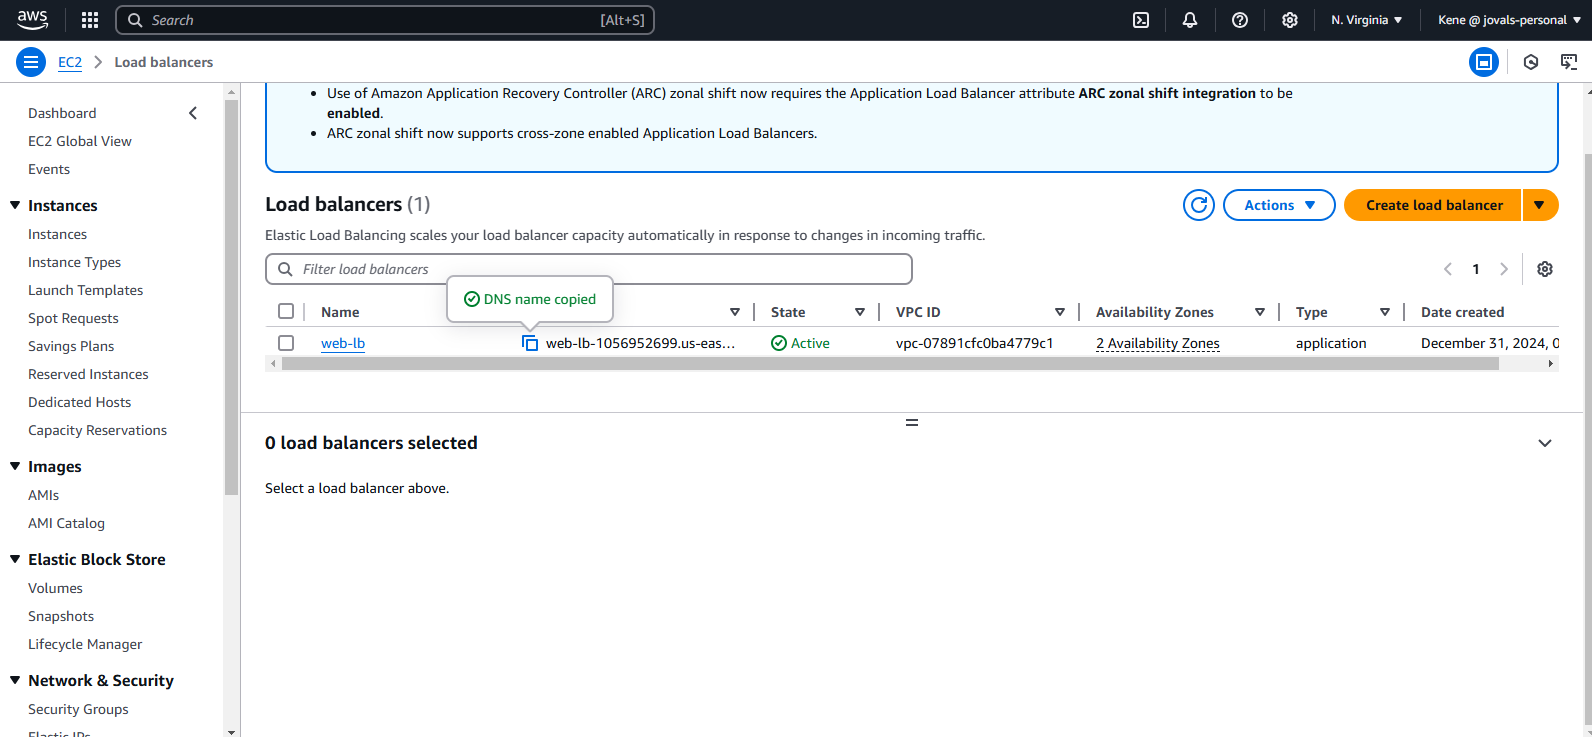 aws
Search
[Alt+S]
N. Virginia
Kene @ jovals-personal
EC2
Load balancers
Dashboard
EC2 Global View
Events
Instances
Instances
Instance Types
Launch Templates
Spot Requests
Savings Plans
Reserved Instances
Dedicated Hosts
Capacity Reservations
Images
AMIs
AMI Catalog
Elastic Block Store
Volumes
Snapshots
Lifecycle Manager
Network & Security
Security Groups
Elastic IPs
Use of Amazon Application Recovery Controller (ARC) zonal shift now requires the Application Load Balancer attribute ARC zonal shift integration to be
enabled.
ARC zonal shift now supports cross-zone enabled Application Load Balancers.
Load balancers (1)
Actions
Create load balancer
Elastic Load Balancing scales your load balancer capacity automatically in response to changes in incoming traffic.
Filter load balancers
1
DNS name copied
Name
State
VPC ID
Availability Zones
Type
Date created
web-lb
web-lb-1056952699.us-eas...
Active
vpc-07891cfc0ba4779c1
2 Availability Zones
application
December 31, 2024, 0
0 load balancers selected
Select a load balancer above.